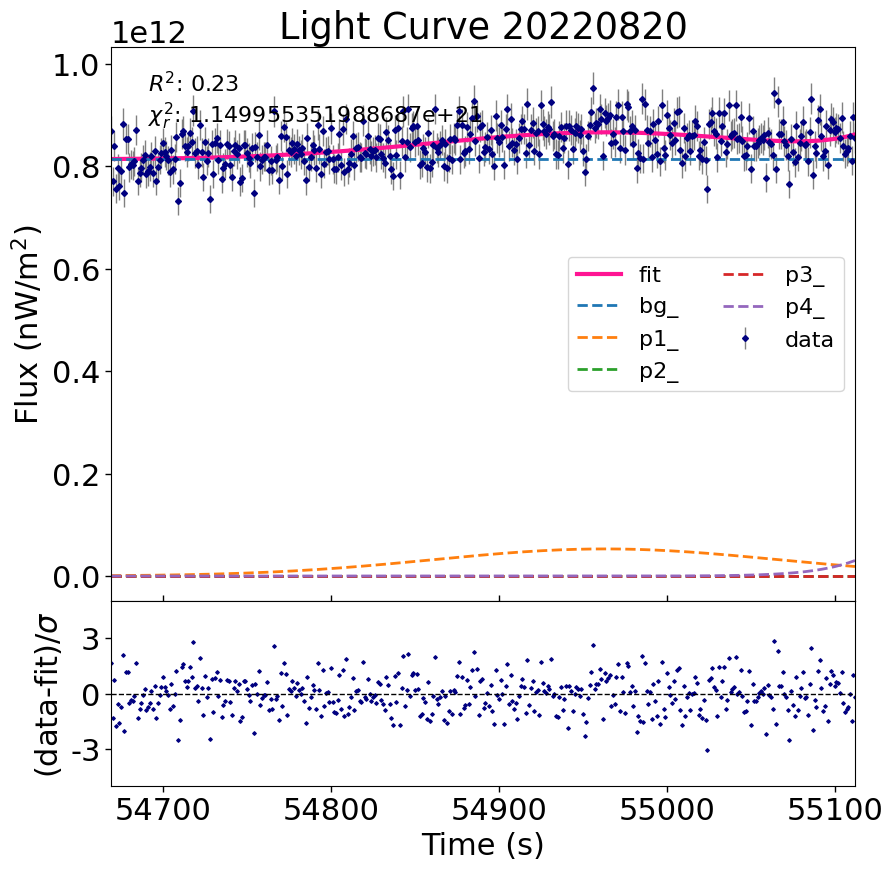 Light Curve 20220820
1e12
R²: 0.23
χ²ᵣ: 1.149955351988687e+21
1.0
0.8
0.6
0.4
0.2
0.0
Flux (nW/m²)
fit
bg_
p1_
p2_
p3_
p4_
data
3
0
-3
(data-fit)/σ
54700
54800
54900
55000
55100
Time (s)